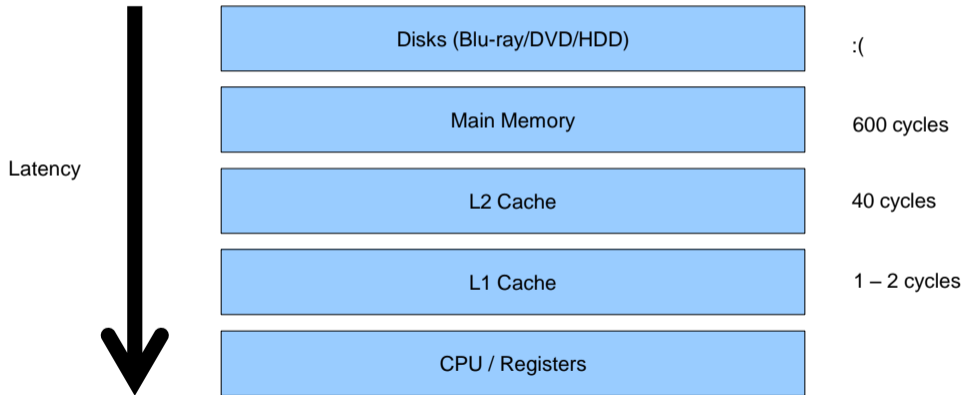 Disks (Blu-ray/DVD/HDD)
:(
Main Memory
600 cycles
Latency
L2 Cache
40 cycles
L1 Cache
1 – 2 cycles
CPU / Registers